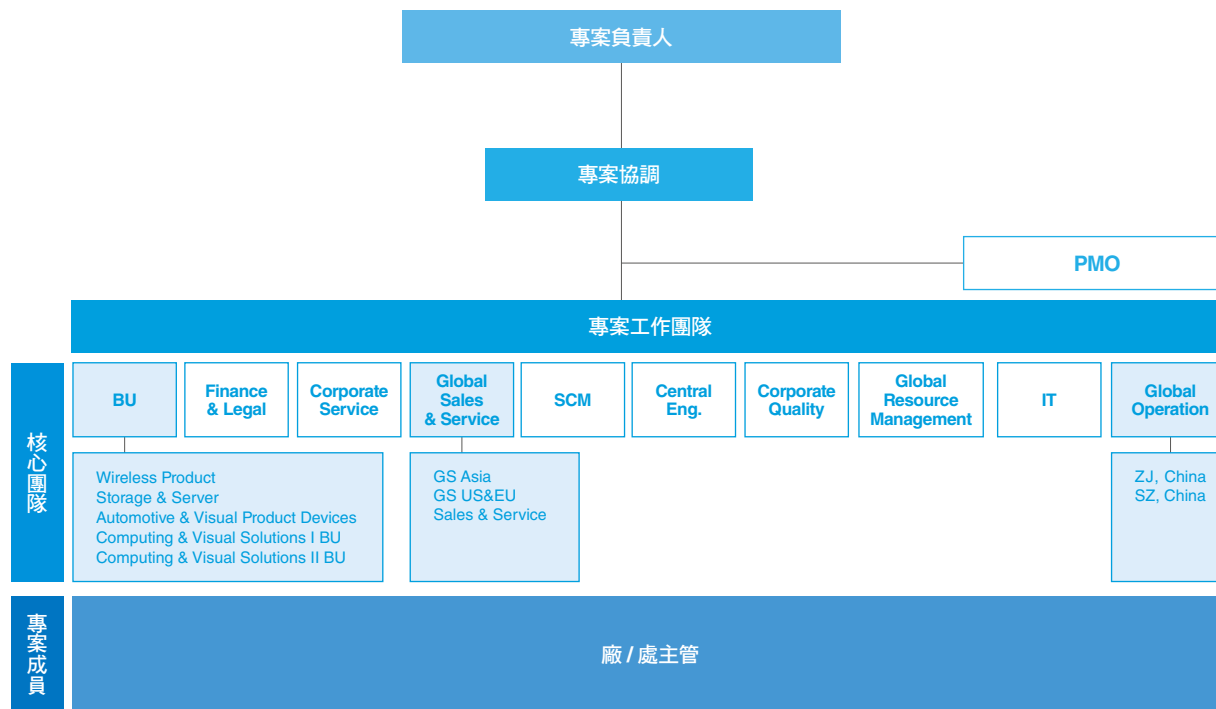 專案負責人
專案協調
PMO
專案工作團隊
核心團隊
BU
Finance
& Legal
Corporate
Service
Global
Sales
& Service
SCM
Central
Eng.
Corporate
Quality
Global
Resource
Management
IT
Global
Operation
Wireless Product
Storage & Server
Automotive & Visual Product Devices
Computing & Visual Solutions I BU
Computing & Visual Solutions II BU
GS Asia
GS US&EU
Sales & Service
ZJ, China
SZ, China
專案成員
廠 / 處主管